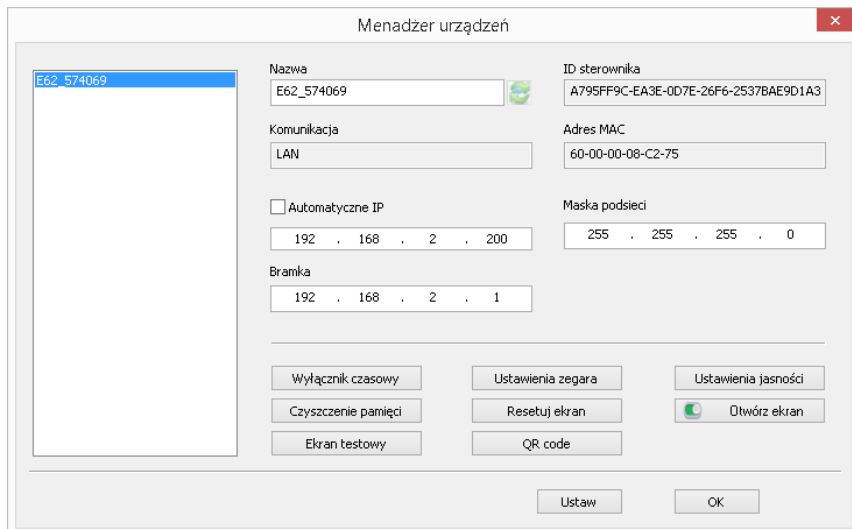 Menadżer urządzeń
E62_574069
Nazwa
E62_574069
ID sterownika
A795FF9C-EA3E-0D7E-26F6-2537BAE9D1A3
Komunikacja
LAN
Adres MAC
60-00-00-08-C2-75
Automatyczne IP
192 . 168 . 2 . 200
Maska podsieci
255 . 255 . 255 . 0
Bramka
192 . 168 . 2 . 1
Wyłącznik czasowy
Ustawienia zegara
Ustawienia jasności
Czyszczenie pamięci
Resetuj ekran
Otwórz ekran
Ekran testowy
QR code
Ustaw
OK